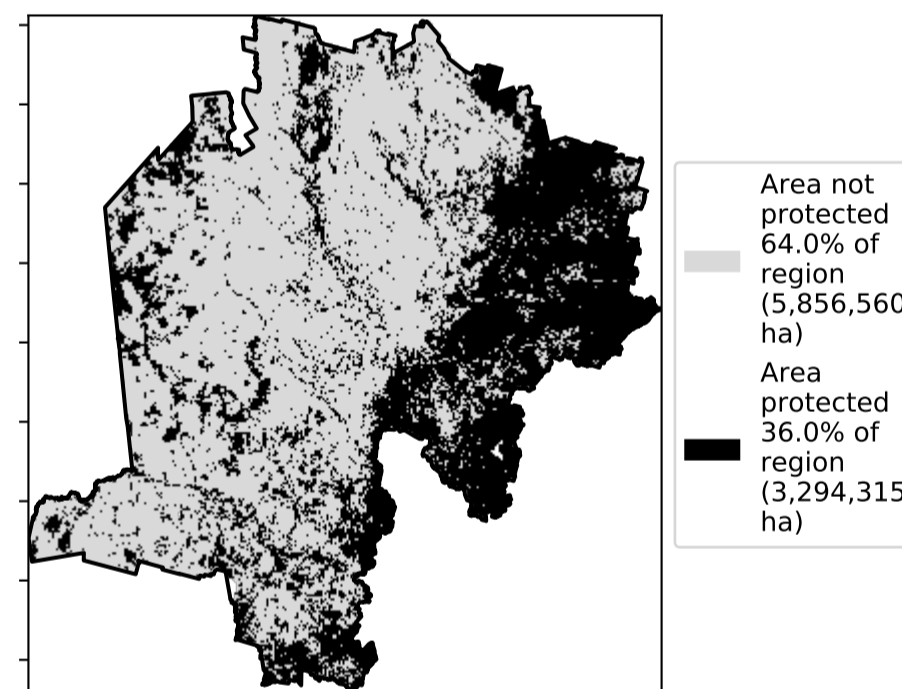 Area not
protected
64.0% of
region
(5,856,560
ha)
Area
protected
36.0% of
region
(3,294,315
ha)